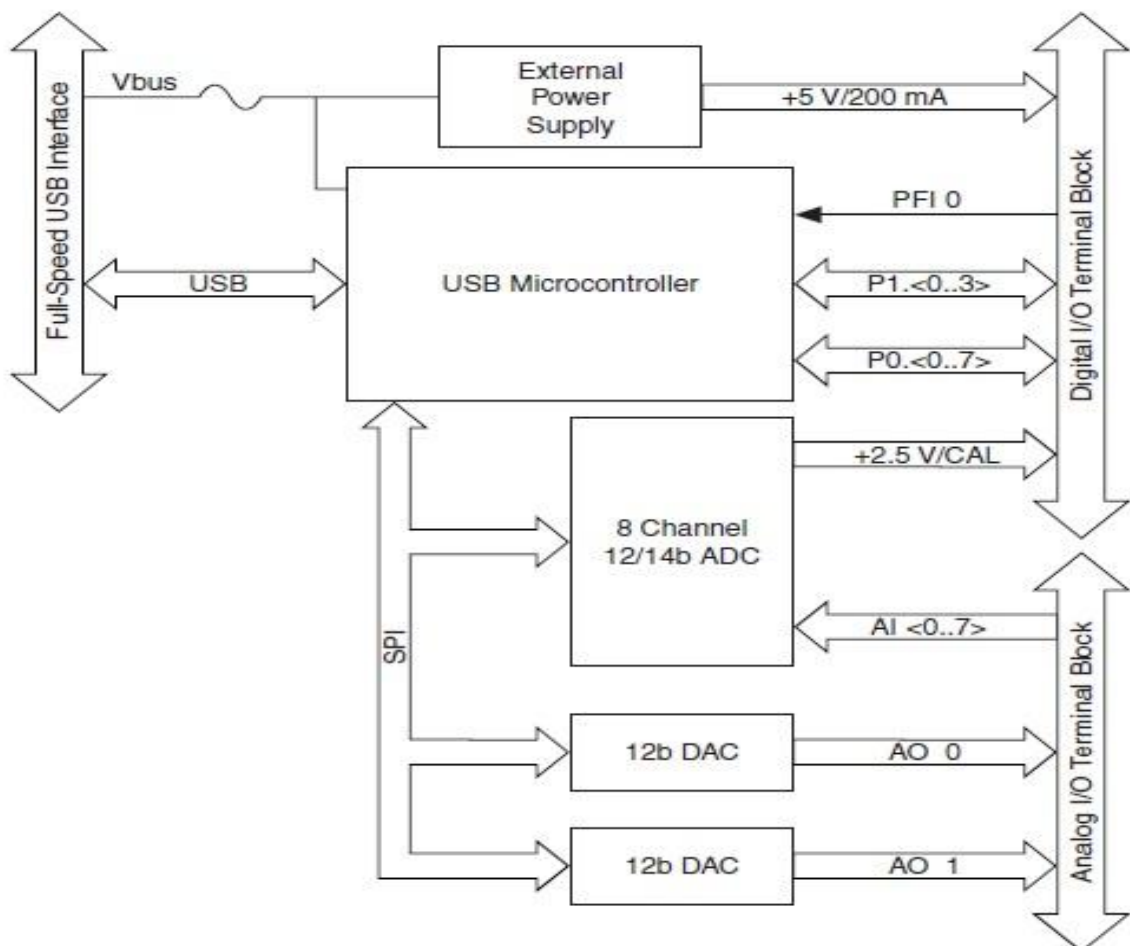 Full-Speed USB Interface
Vbus
External
Power
Supply
+5 V/200 mA
Digital I/O Terminal Block
PFI 0
USB
USB Microcontroller
P1.<0..3>
P0.<0..7>
+2.5 V/CAL
8 Channel
12/14b ADC
SPI
AI <0..7>
Analog I/O Terminal Block
12b DAC
AO 0
12b DAC
AO 1